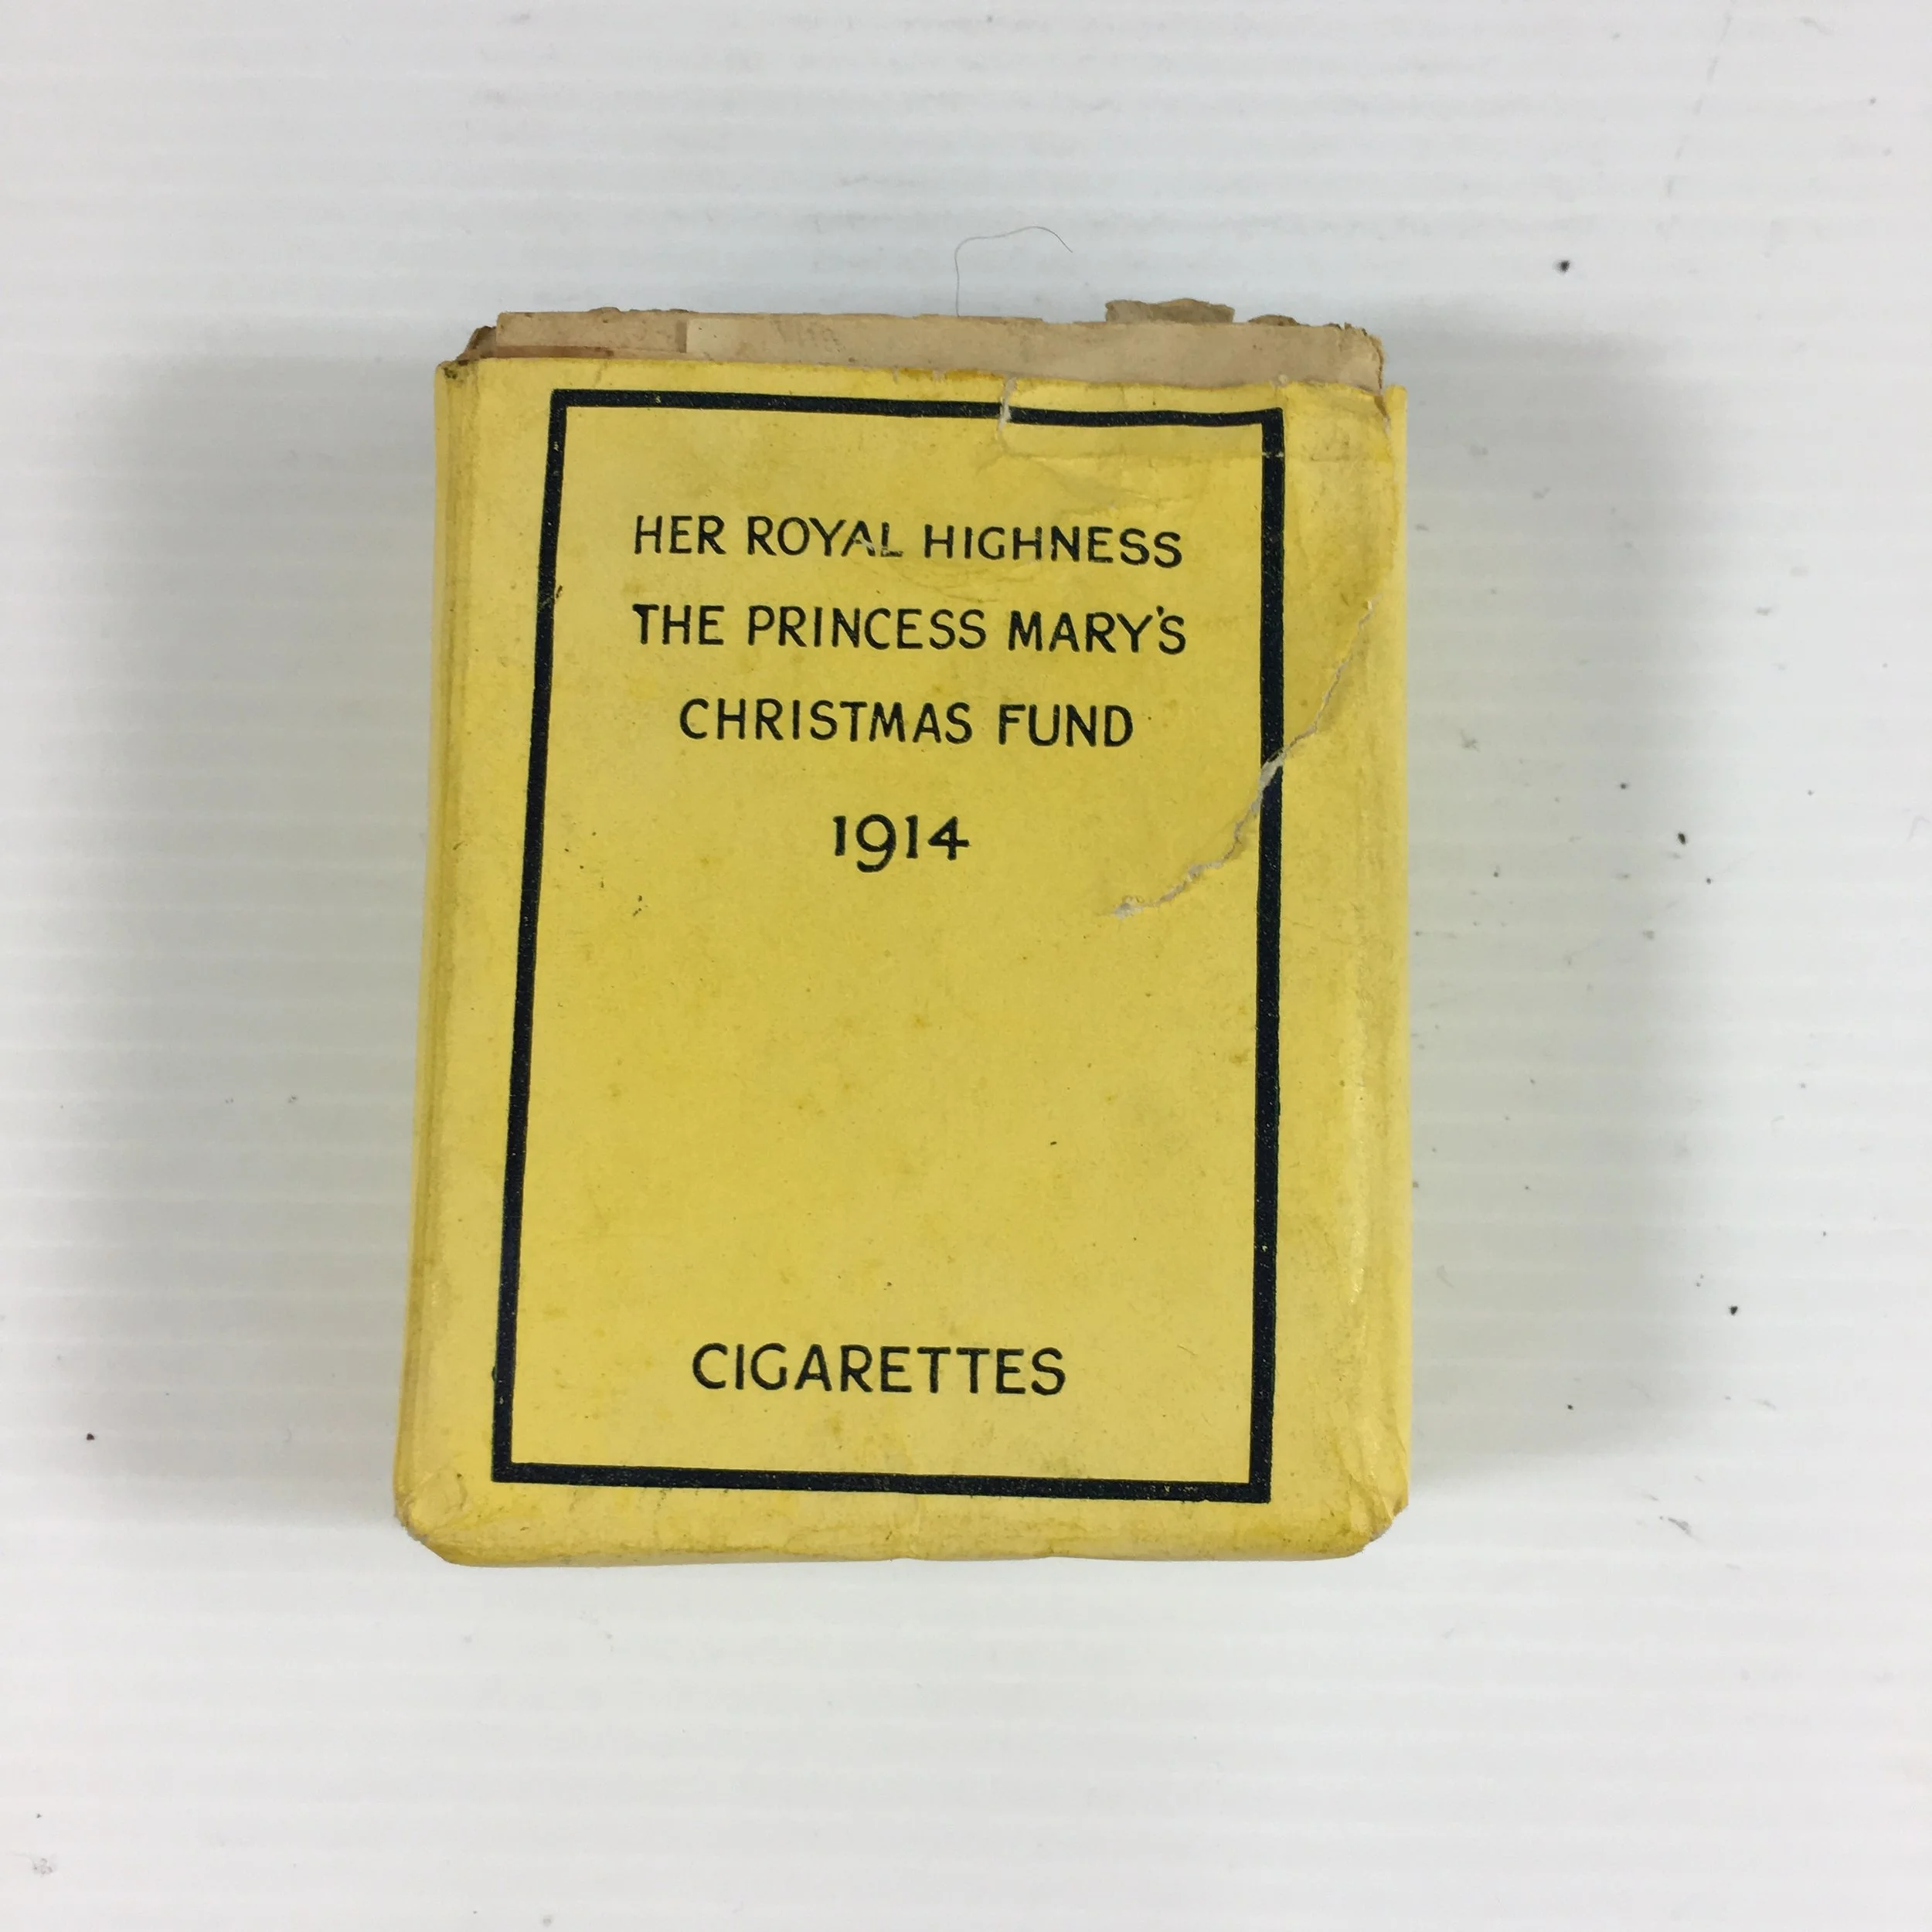 HER ROYAL HIGHNESS
THE PRINCESS MARY'S
CHRISTMAS FUND
1914
CIGARETTES